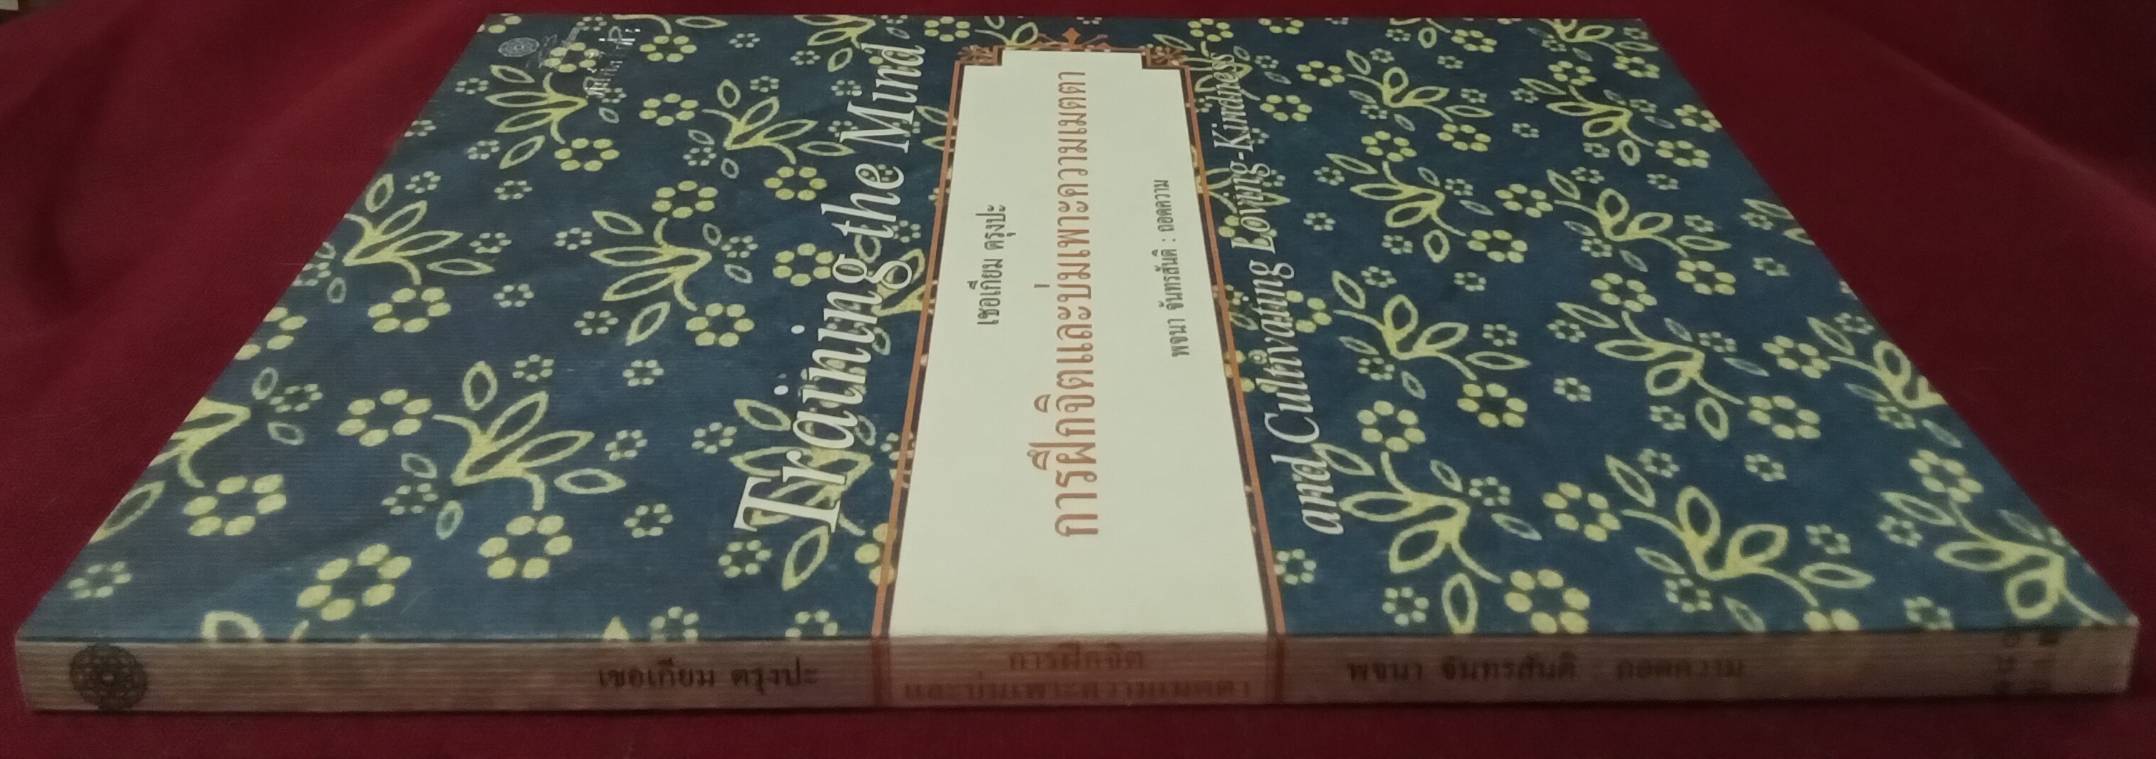 Training the Mind
เชอเกียม ตรุงปะ
การฝึกจิตและบ่มเพาะความเมตตา
พจนา จันทรสันติ : ถอดความ
and Cultivating Loving-Kindness
เชอเกียม ตรุงปะ
การฝึกจิต
และบ่มเพาะความเมตตา
พจนา จันทรสันติ : ถอดความ